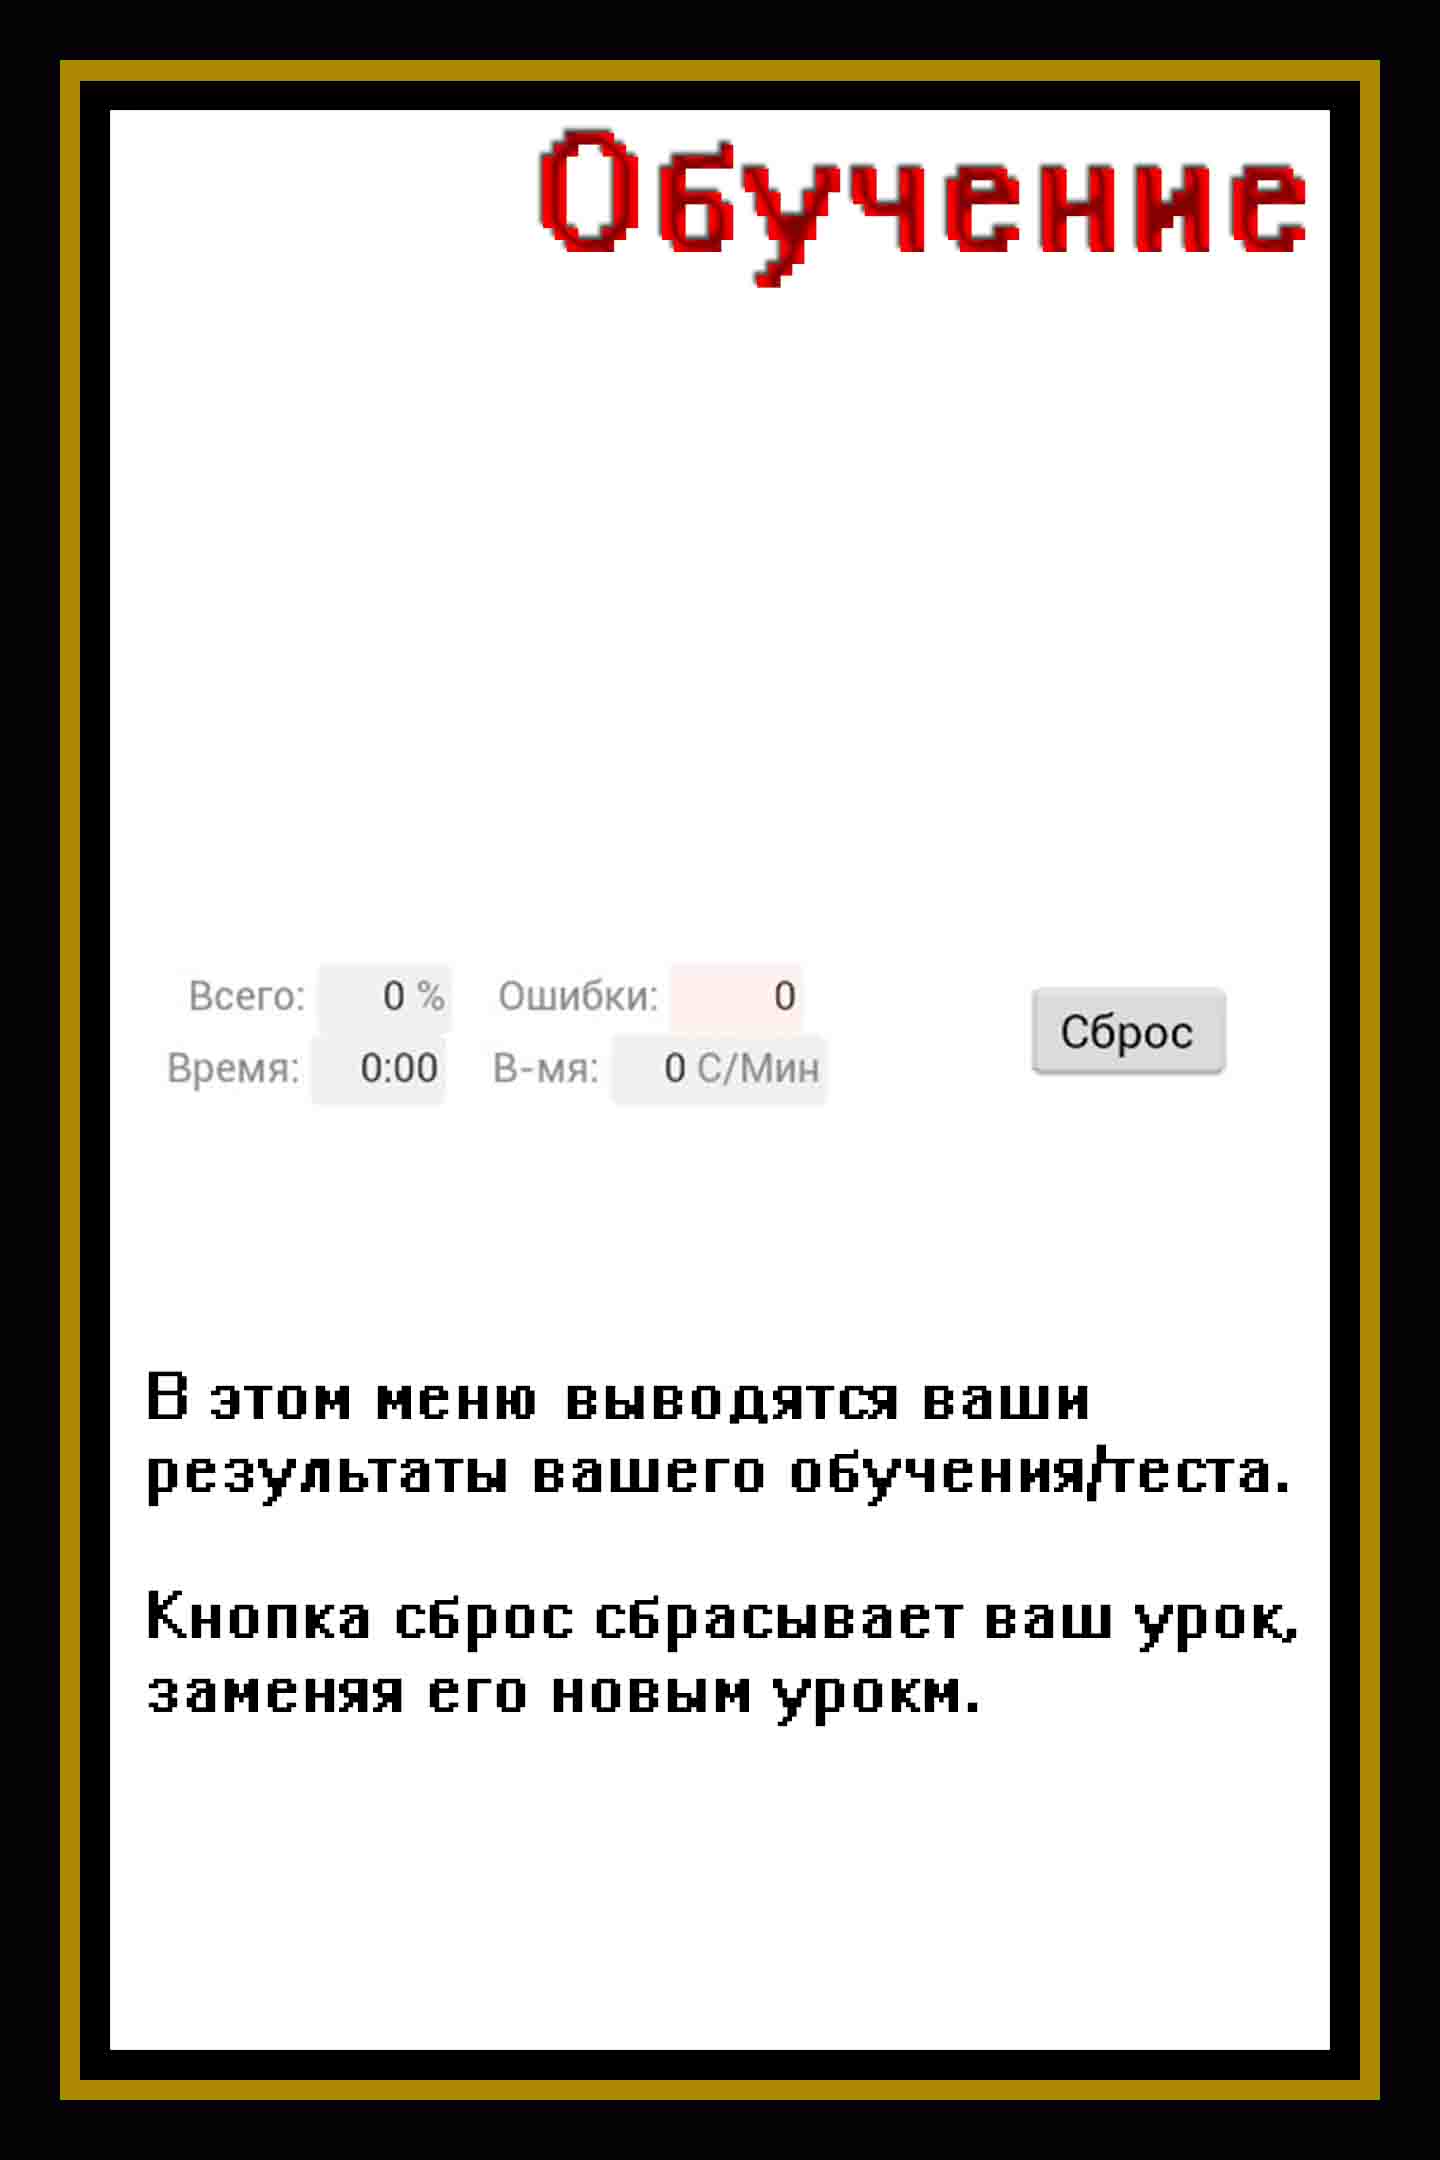 Обучение
Всего: 0 % Ошибки: 0
Время: 0:00 В-мя: 0 С/Мин
Сброс
В этом меню выводятся ваши
результаты вашего обучения/теста.
Кнопка сброс сбрасывает ваш урок,
заменяя его новым урокм.